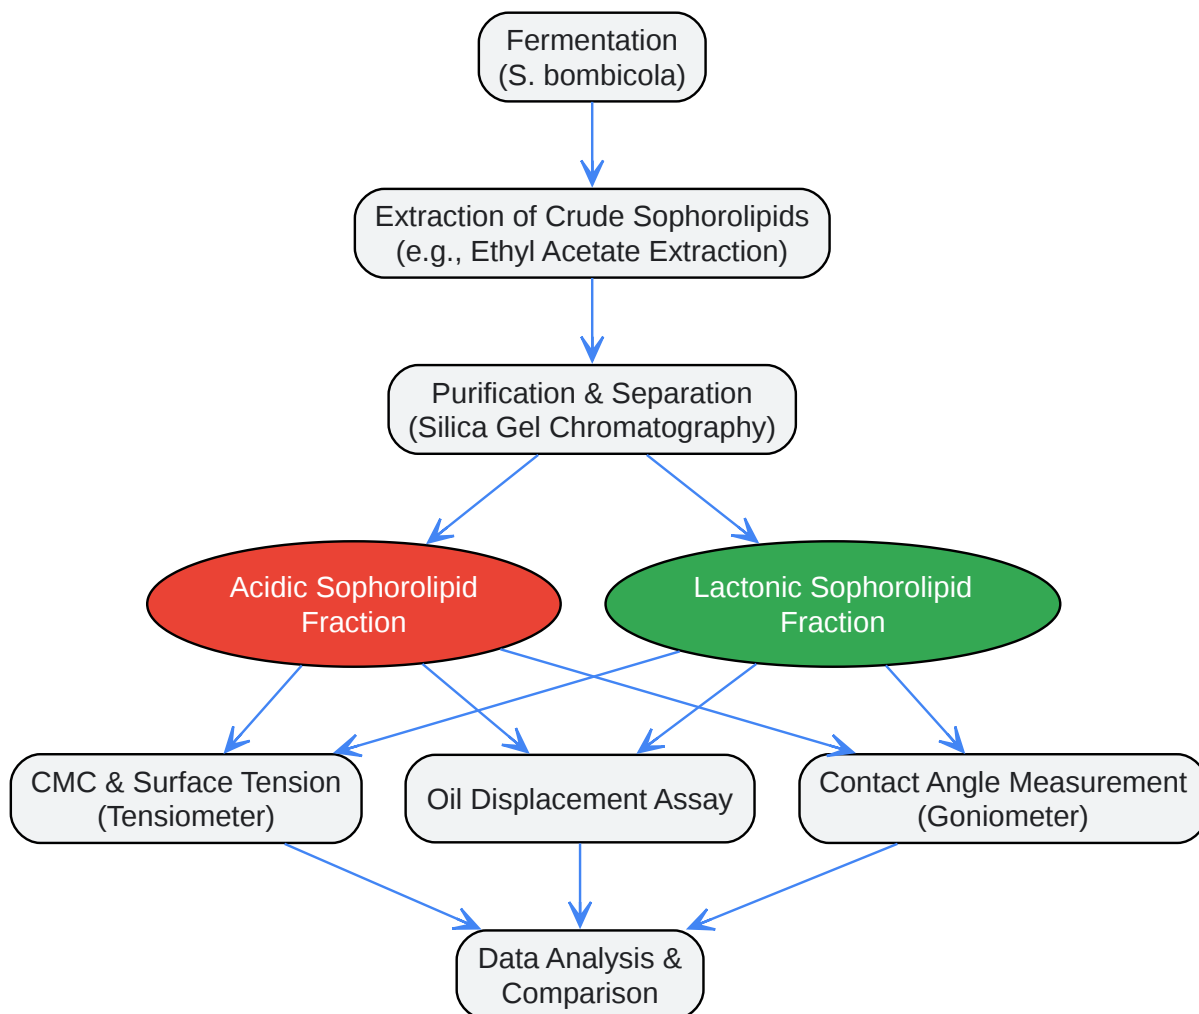 Fermentation
(S. bombicola)
Extraction of Crude Sophorolipids
(e.g., Ethyl Acetate Extraction)
Purification & Separation
(Silica Gel Chromatography)
Acidic Sophorolipid
Fraction
Lactonic Sophorolipid
Fraction
CMC & Surface Tension
(Tensiometer)
Oil Displacement Assay
Contact Angle Measurement
(Goniometer)
Data Analysis &
Comparison